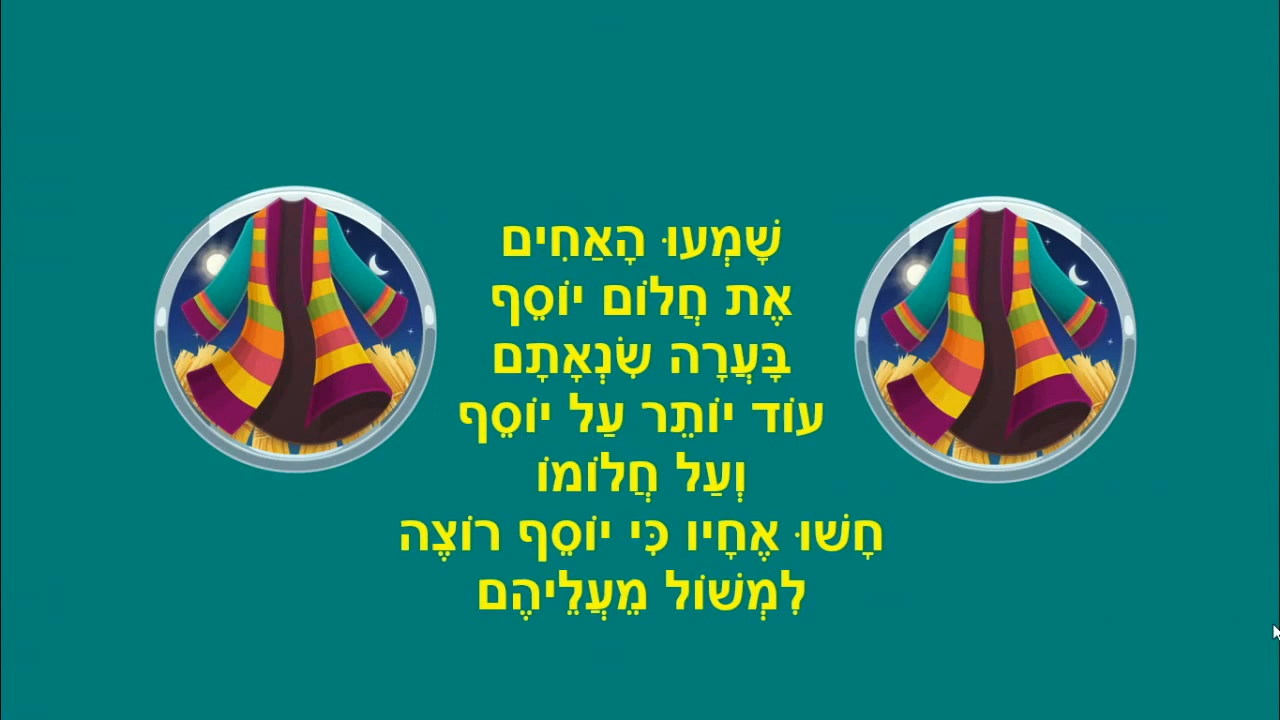 שָׁמְעוּ הָאַחִים
אֶת חֲלוֹם יוֹסֵף
בָּעֲרָה שִׂנְאָתָם
עוֹד יוֹתֵר עַל יוֹסֵף
וְעַל חֲלוֹמוֹ
חָשׁוּ אֶחָיו כִּי יוֹסֵף רוֹצֶה
לִמְשׁוֹל מֵעֲלֵיהֶם